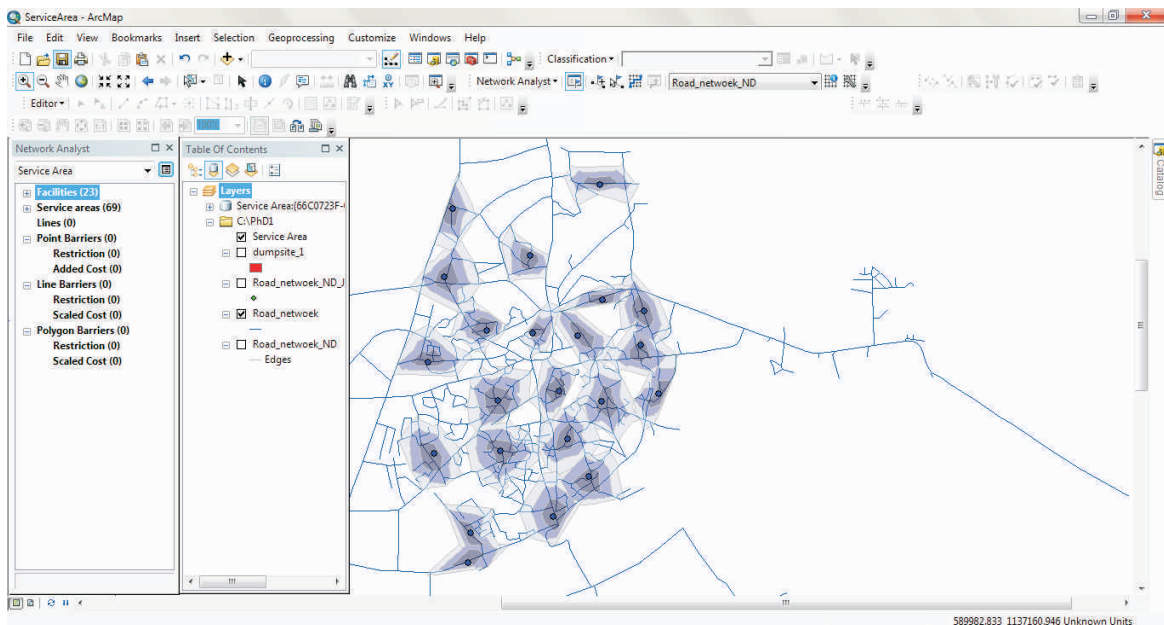 ServiceArea - ArcMap
File Edit View Bookmarks Insert Selection Geoprocessing Customize Windows Help
Classification
Network Analyst Road_netwoek_ND
Editor
100%
Network Analyst
Service Area
Facilities (23)
Service areas (69)
Lines (0)
Point Barriers (0)
Restriction (0)
Added Cost (0)
Line Barriers (0)
Restriction (0)
Scaled Cost (0)
Polygon Barriers (0)
Restriction (0)
Scaled Cost (0)
Table Of Contents
Layers
Service Area:{66C0723F-
C:\PhD1
Service Area
dumpsite_1
Road_netwoek_ND_J
Road_netwoek
Road_netwoek_ND
Edges
Catalog
589982.833 1137160.946 Unknown Units